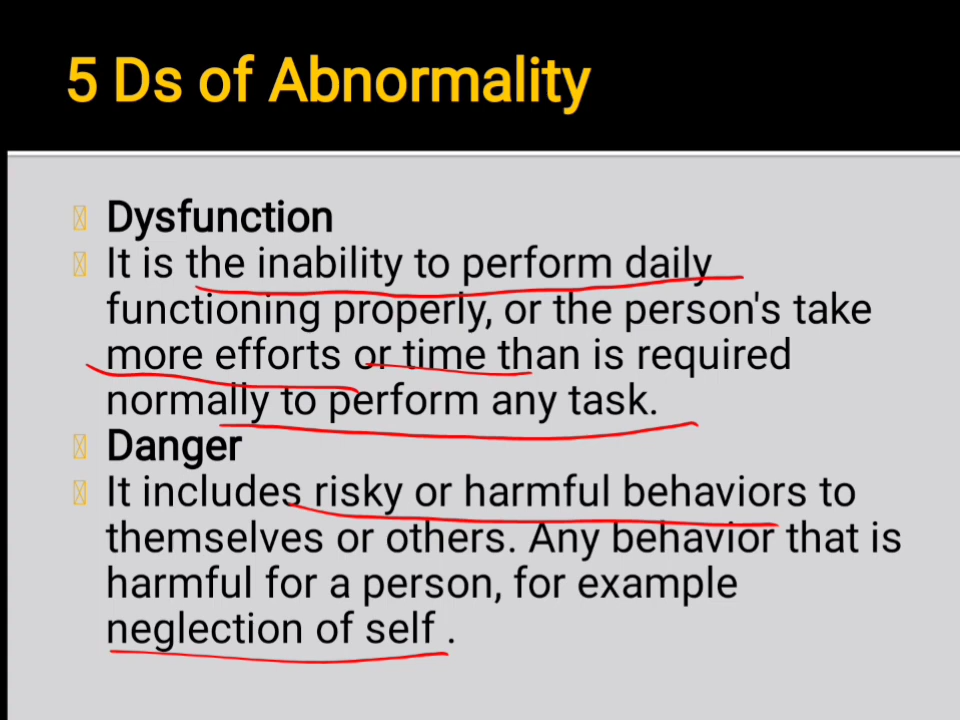 5 Ds of Abnormality
Dysfunction
It is the inability to perform daily
functioning properly, or the person's take
more efforts or time than is required
normally to perform any task.
Danger
It includes risky or harmful behaviors to
themselves or others. Any behavior that is
harmful for a person, for example
neglection of self .